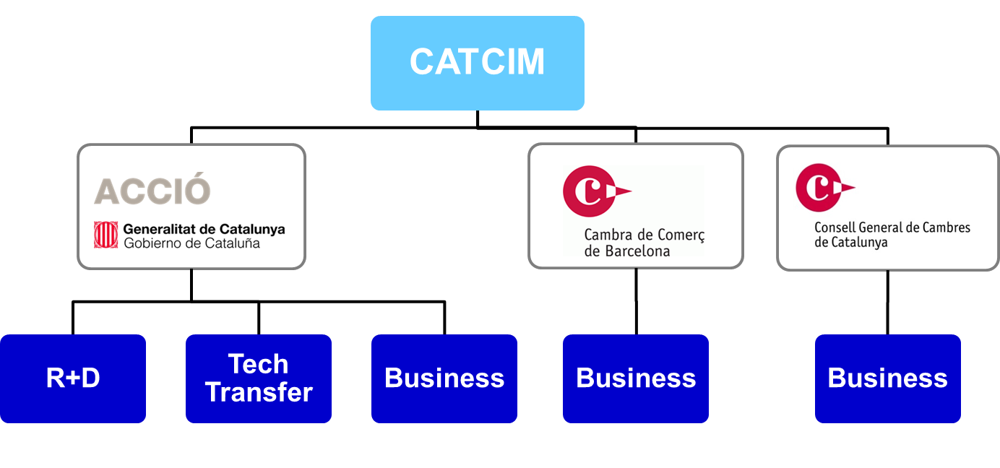 CATCIM
ACCIÓ
Generalitat de Catalunya
Gobierno de Cataluña
Cambra de Comerç
de Barcelona
Consell General de Cambres
de Catalunya
R+D
Tech
Transfer
Business
Business
Business